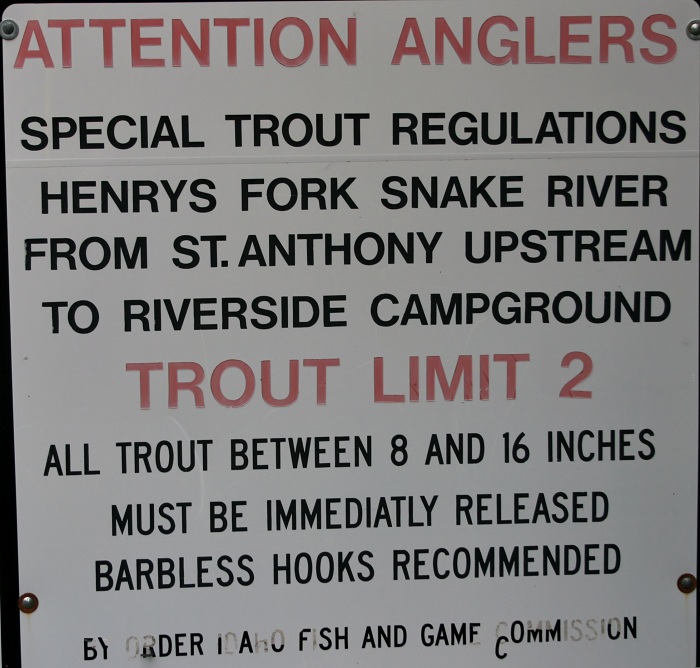 ATTENTION ANGLERS
SPECIAL TROUT REGULATIONS
HENRYS FORK SNAKE RIVER
FROM ST. ANTHONY UPSTREAM
TO RIVERSIDE CAMPGROUND
TROUT LIMIT 2
ALL TROUT BETWEEN 8 AND 16 INCHES
MUST BE IMMEDIATLY RELEASED
BARBLESS HOOKS RECOMMENDED
BY ORDER IDAHO FISH AND GAME COMMISSION